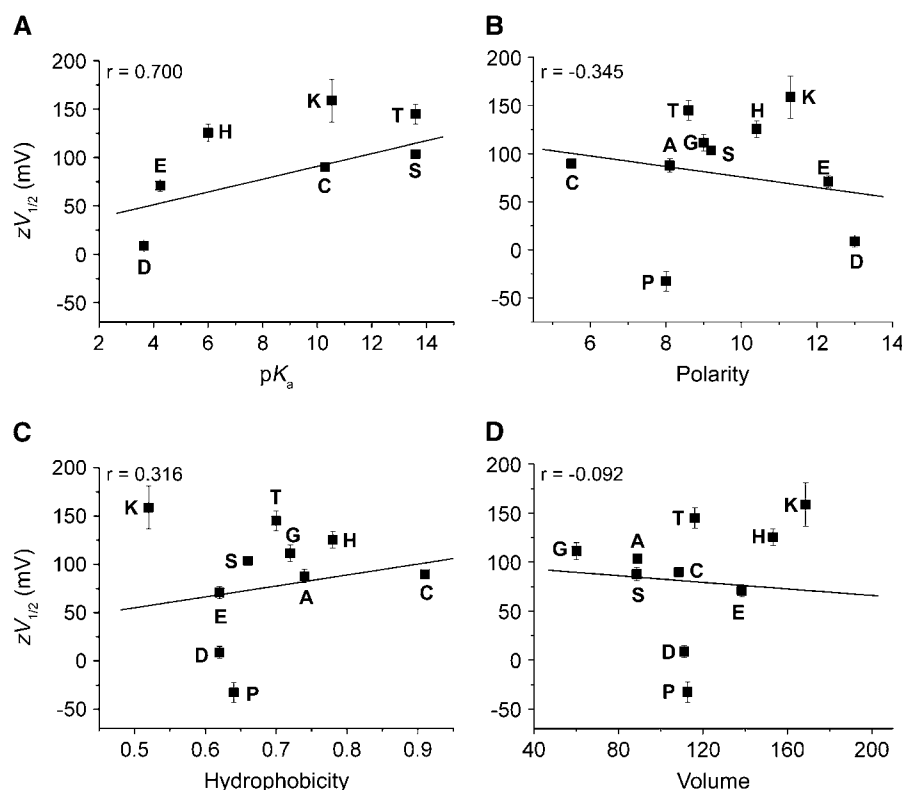 A
r = 0.700
200
150
100
50
0
-50
zV1/2 (mV)
K
T
H
E
C
S
D
2 4 6 8 10 12 14
pKa
B
r = -0.345
200
150
100
50
0
-50
T
H
K
A
G
S
C
E
P
D
6 8 10 12 14
Polarity
C
r = 0.316
200
150
100
50
0
-50
zV1/2 (mV)
K
T
G
H
S
E
A
C
D
P
0.5 0.6 0.7 0.8 0.9
Hydrophobicity
D
r = -0.092
200
150
100
50
0
-50
K
T
H
G
A
C
S
E
D
P
40 80 120 160 200
Volume